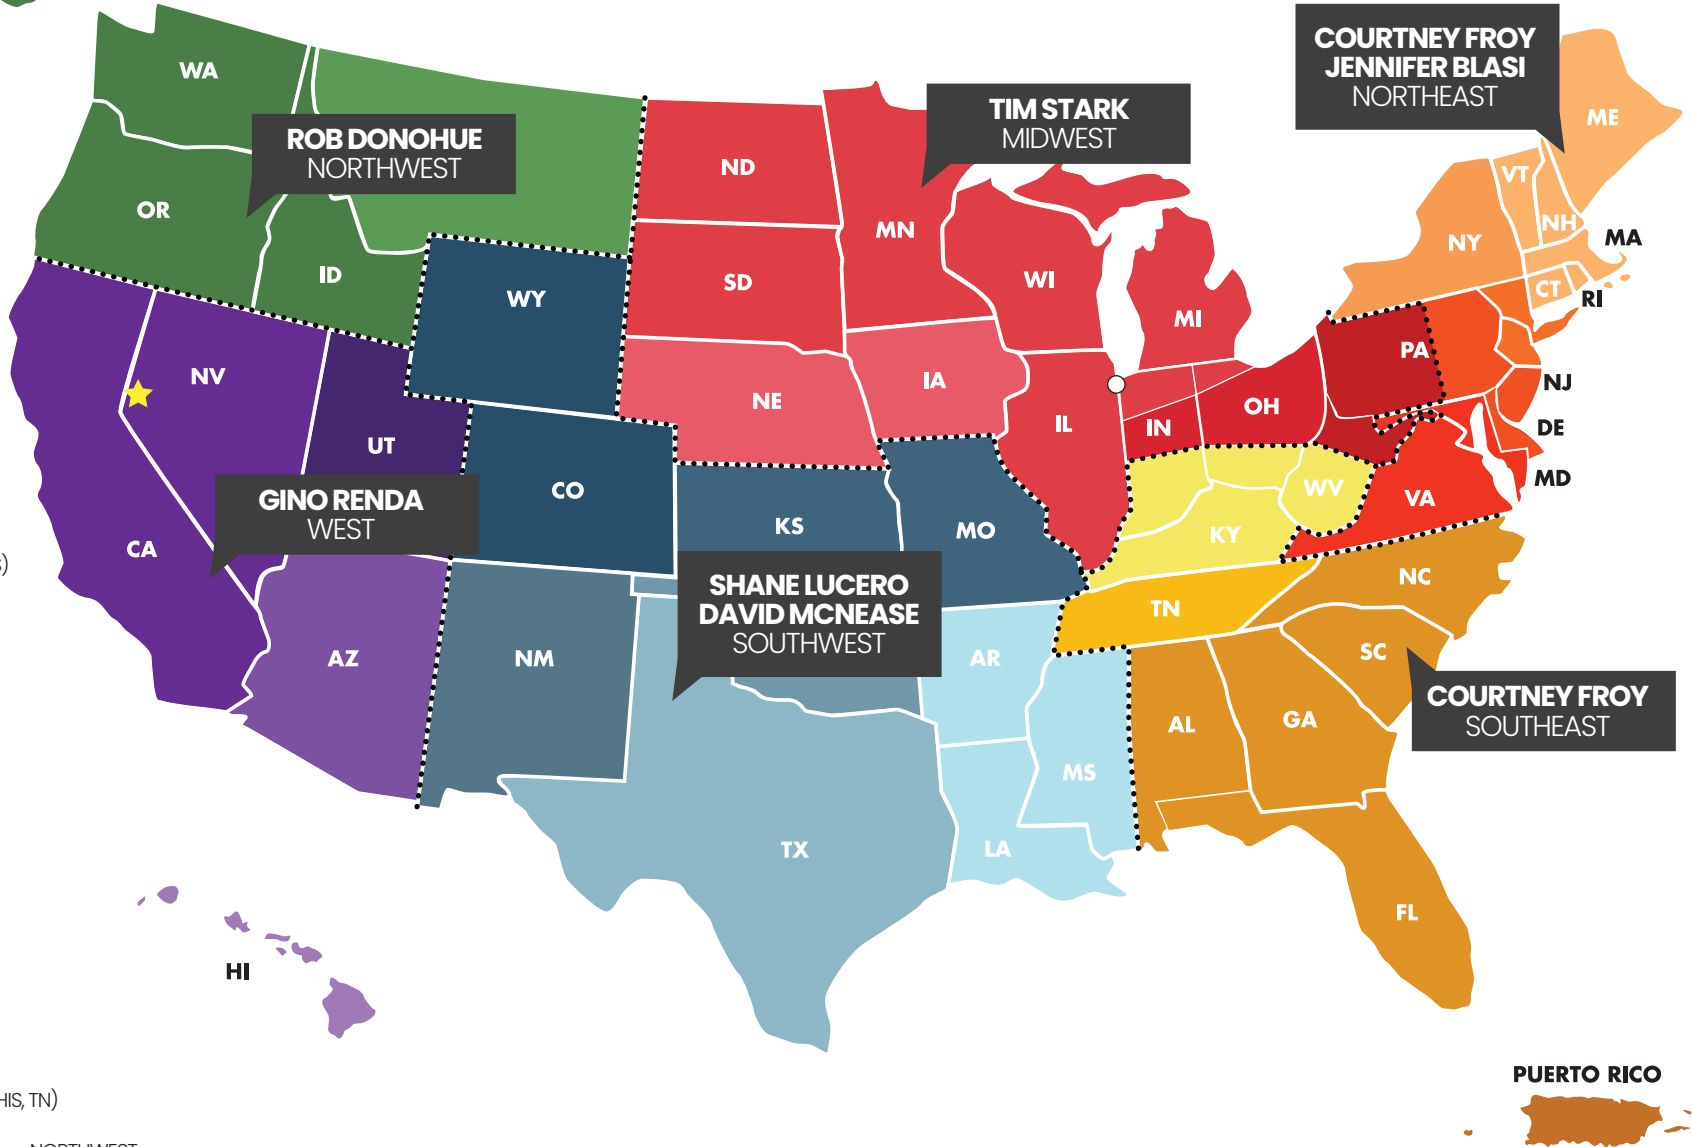 COURTNEY FROY
JENNIFER BLASI
NORTHEAST
WA
TIM STARK
MIDWEST
ME
ROB DONOHUE
NORTHWEST
ND
VT
OR
MN
NH
NY
MA
ID
SD
WI
CT
RI
WY
MI
PA
NV
IA
NJ
NE
OH
IL
IN
DE
UT
MD
CO
WV
VA
GINO RENDA
WEST
KS
MO
KY
CA
NC
SHANE LUCERO
DAVID MCNEASE
SOUTHWEST
TN
AZ
NM
AR
SC
COURTNEY FROY
SOUTHEAST
AL
GA
MS
TX
LA
FL
HI
PUERTO RICO
HIS, TN)
NORTHWEST